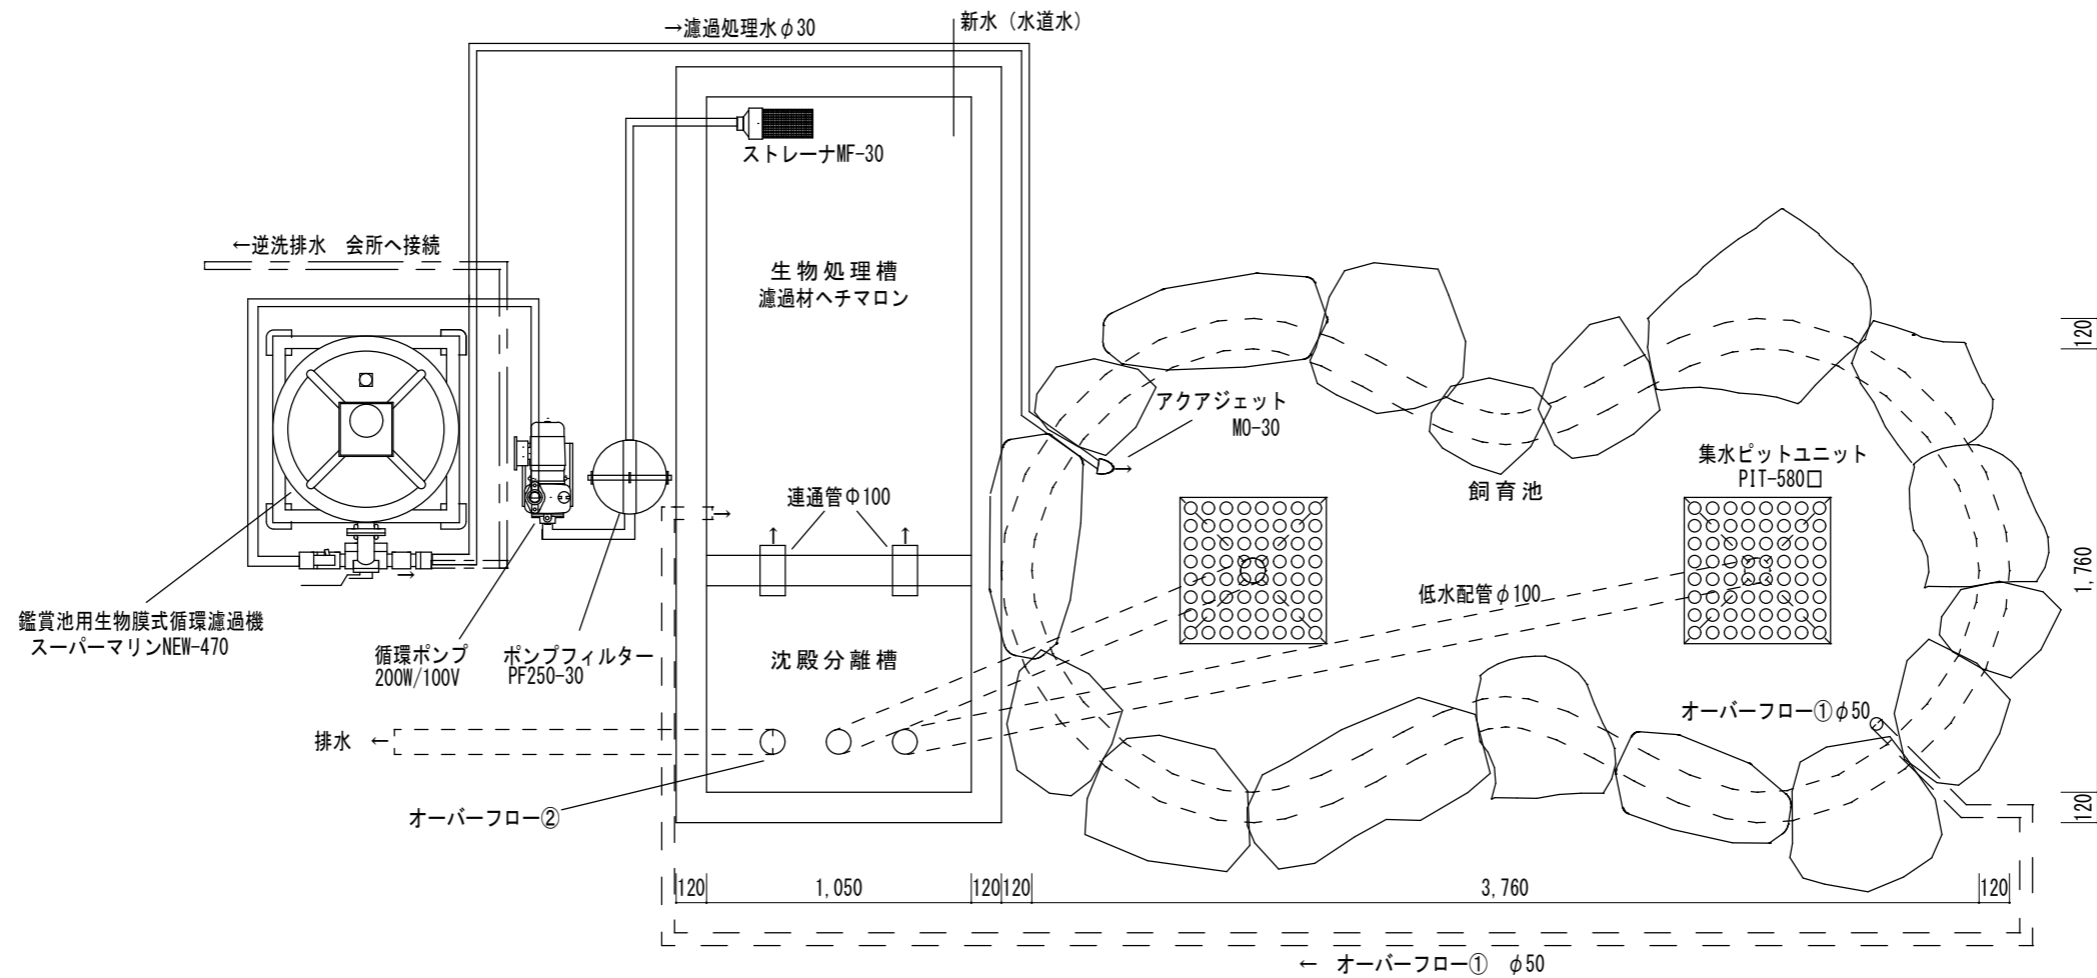 →濾過処理水φ30
新水（水道水）
ストレーナMF-30
←逆洗排水　会所へ接続
生物処理槽
濾過材ヘチマロン
アクアジェット
MO-30
集水ピットユニット
PIT-580□
飼育池
連通管Φ100
低水配管φ100
鑑賞池用生物膜式循環濾過機
スーパーマリンNEW-470
循環ポンプ
200W/100V
ポンプフィルター
PF250-30
沈殿分離槽
オーバーフロー①φ50
排水　←
オーバーフロー②
120
1,760
120
120
1,050
120
120
3,760
120
←　オーバーフロー①　φ50